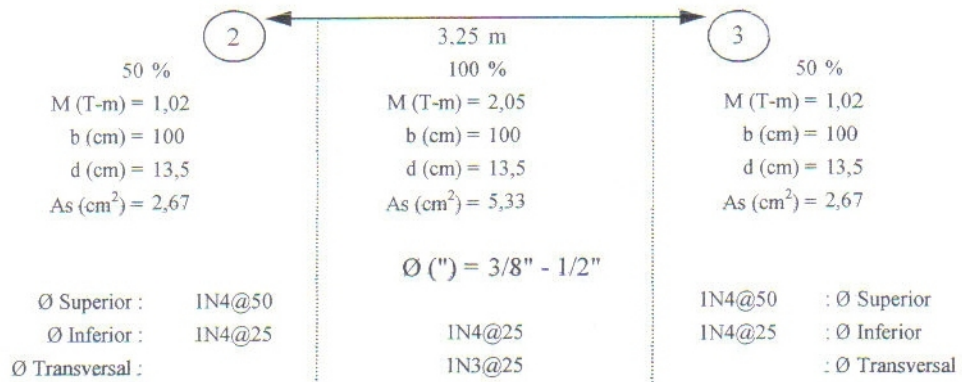 2 3,25 m 3
50 % 100 % 50 %
M (T-m) = 1,02 M (T-m) = 2,05 M (T-m) = 1,02
b (cm) = 100 b (cm) = 100 b (cm) = 100
d (cm) = 13,5 d (cm) = 13,5 d (cm) = 13,5
As (cm²) = 2,67 As (cm²) = 5,33 As (cm²) = 2,67
Ø (") = 3/8" - 1/2"
Ø Superior : 1N4@50 1N4@50 : Ø Superior
Ø Inferior : 1N4@25 1N4@25 1N4@25 : Ø Inferior
Ø Transversal : 1N3@25 : Ø Transversal